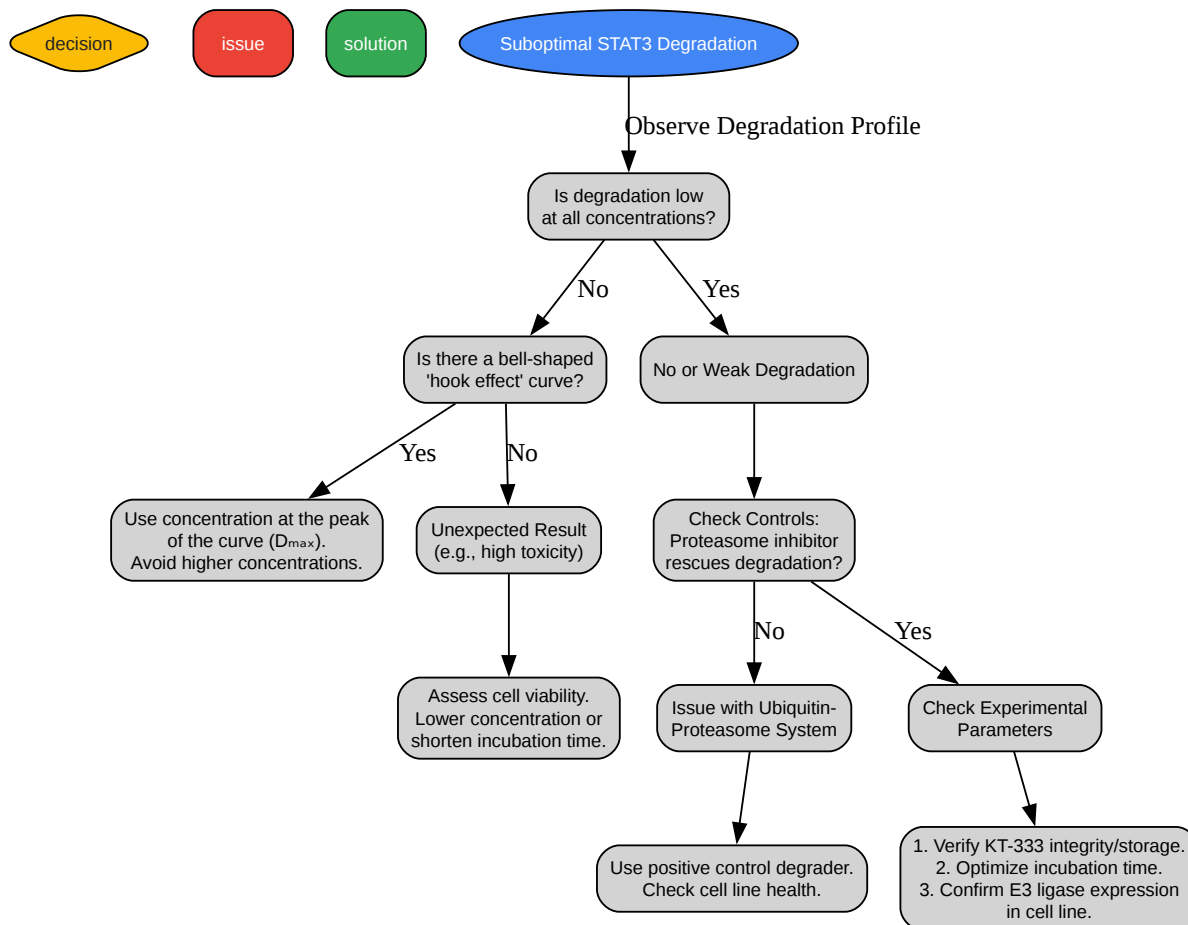 decision
issue
solution
Suboptimal STAT3 Degradation
Observe Degradation Profile
Is degradation low
at all concentrations?
No
Yes
Is there a bell-shaped
'hook effect' curve?
No or Weak Degradation
Yes
No
Use concentration at the peak
of the curve (Dₘₐₓ).
Avoid higher concentrations.
Unexpected Result
(e.g., high toxicity)
Check Controls:
Proteasome inhibitor
rescues degradation?
No
Yes
Assess cell viability.
Lower concentration or
shorten incubation time.
Issue with Ubiquitin-
Proteasome System
Check Experimental
Parameters
Use positive control degrader.
Check cell line health.
1. Verify KT-333 integrity/storage.
2. Optimize incubation time.
3. Confirm E3 ligase expression
in cell line.